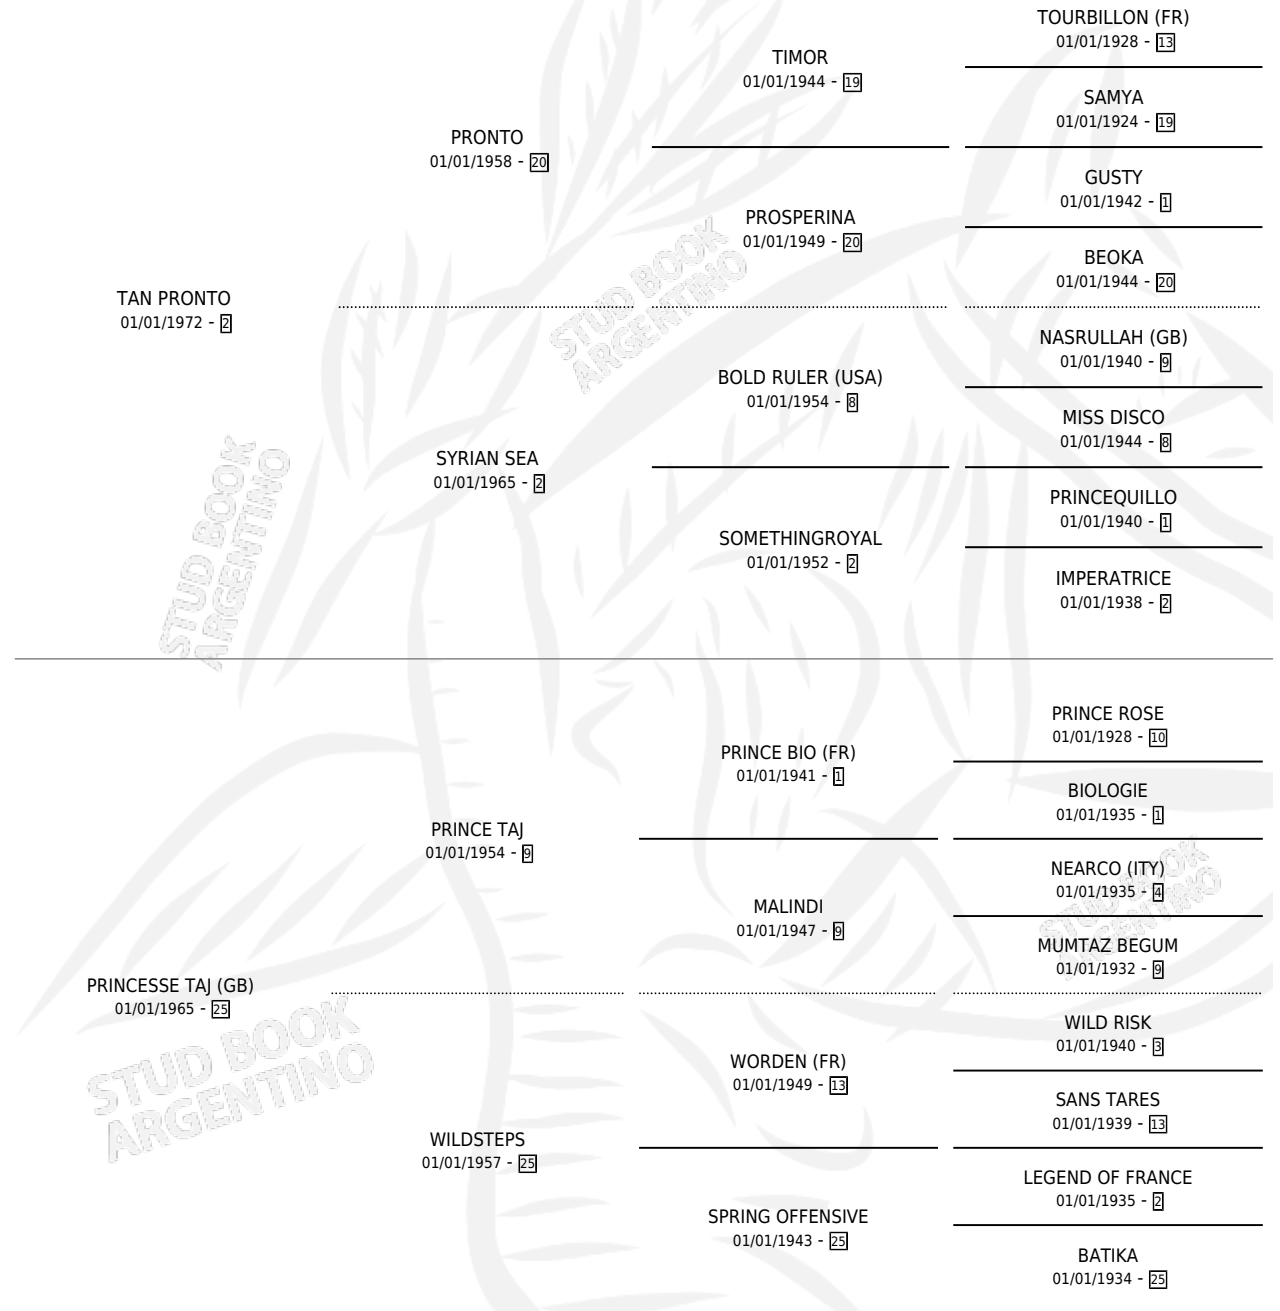 TOURBILLON (FR)
01/01/1928 - 13
TIMOR
01/01/1944 - 19
SAMYA
01/01/1924 - 19
PRONTO
01/01/1958 - 20
GUSTY
01/01/1942 - 1
PROSPERINA
01/01/1949 - 20
BEOKA
01/01/1944 - 20
TAN PRONTO
01/01/1972 - 2
STUD BOOK
ARGENTINO
NASRULLAH (GB)
01/01/1940 - 9
BOLD RULER (USA)
01/01/1954 - 8
MISS DISCO
01/01/1944 - 8
SYRIAN SEA
01/01/1965 - 2
PRINCEQUILLO
01/01/1940 - 1
SOMETHINGROYAL
01/01/1952 - 2
IMPERATRICE
01/01/1938 - 2
STUD BOOK
ARGENTINO
PRINCE ROSE
01/01/1928 - 10
PRINCE BIO (FR)
01/01/1941 - 1
BIOLOGIE
01/01/1935 - 1
PRINCE TAJ
01/01/1954 - 9
NEARCO (ITY)
01/01/1935 - 4
MALINDI
01/01/1947 - 9
MUMTAZ BEGUM
01/01/1932 - 9
STUD BOOK
ARGENTINO
PRINCESSE TAJ (GB)
01/01/1965 - 25
WILD RISK
01/01/1940 - 3
WORDEN (FR)
01/01/1949 - 13
SANS TARES
01/01/1939 - 13
STUD BOOK
ARGENTINO
WILDSTEPS
01/01/1957 - 25
LEGEND OF FRANCE
01/01/1935 - 2
SPRING OFFENSIVE
01/01/1943 - 25
BATIKA
01/01/1934 - 25